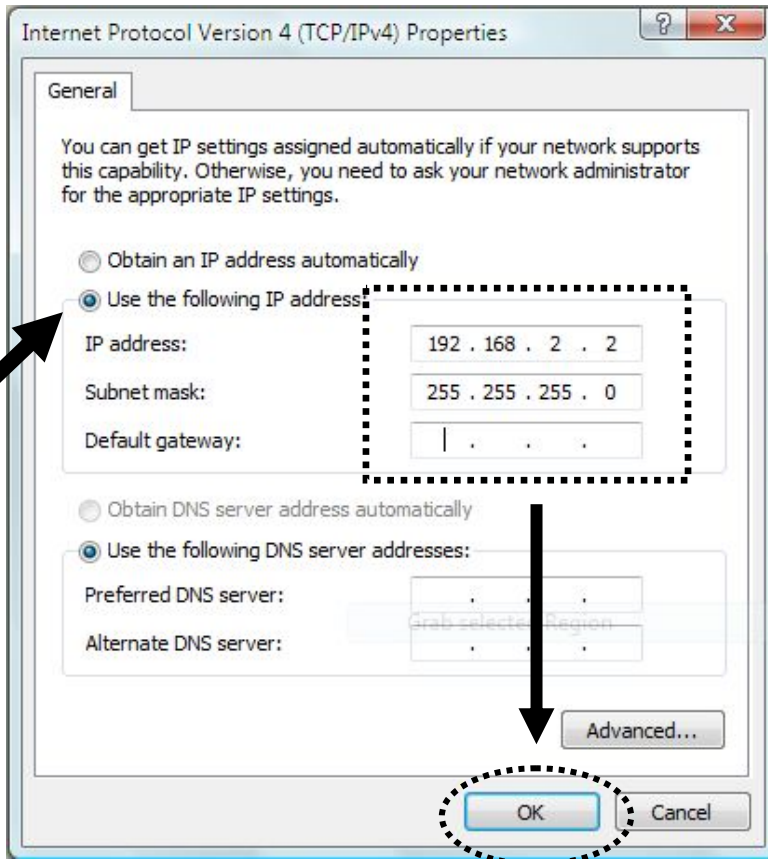 Internet Protocol Version 4 (TCP/IPv4) Properties
General
You can get IP settings assigned automatically if your network supports
this capability. Otherwise, you need to ask your network administrator
for the appropriate IP settings.
Obtain an IP address automatically
Use the following IP address:
IP address: 192 . 168 . 2 . 2
Subnet mask: 255 . 255 . 255 . 0
Default gateway: . . .
Obtain DNS server address automatically
Use the following DNS server addresses:
Preferred DNS server: . . .
Grab selected Region
Alternate DNS server: . . .
Advanced...
OK Cancel